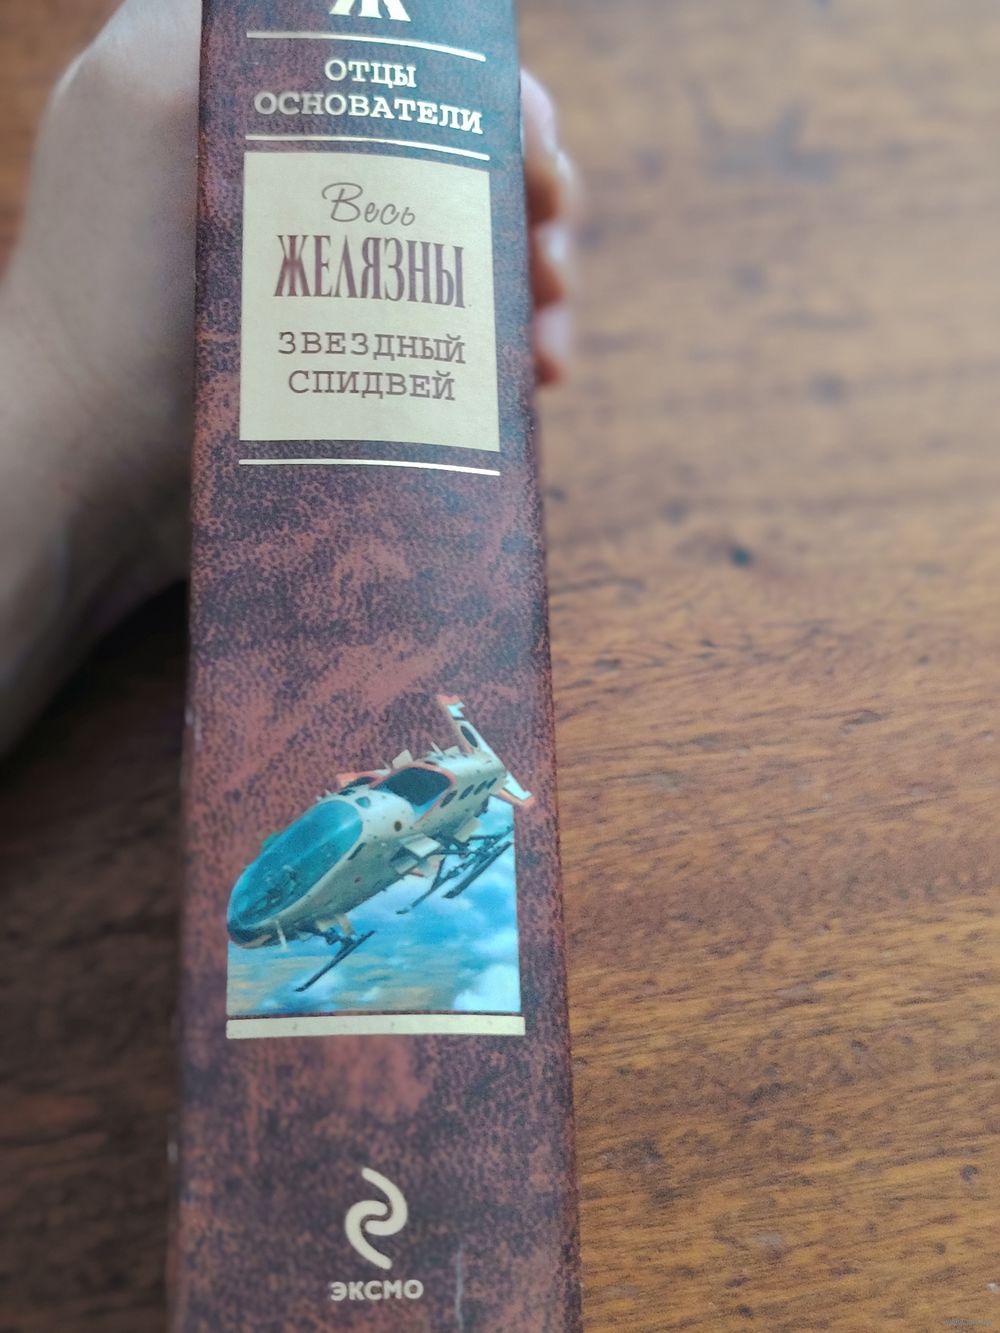 Ж
ОТЦЫ
ОСНОВАТЕЛИ
Весь
ЖЕЛЯЗНЫ
ЗВЕЗДНЫЙ
СПИДВЕЙ
ЭКСМО